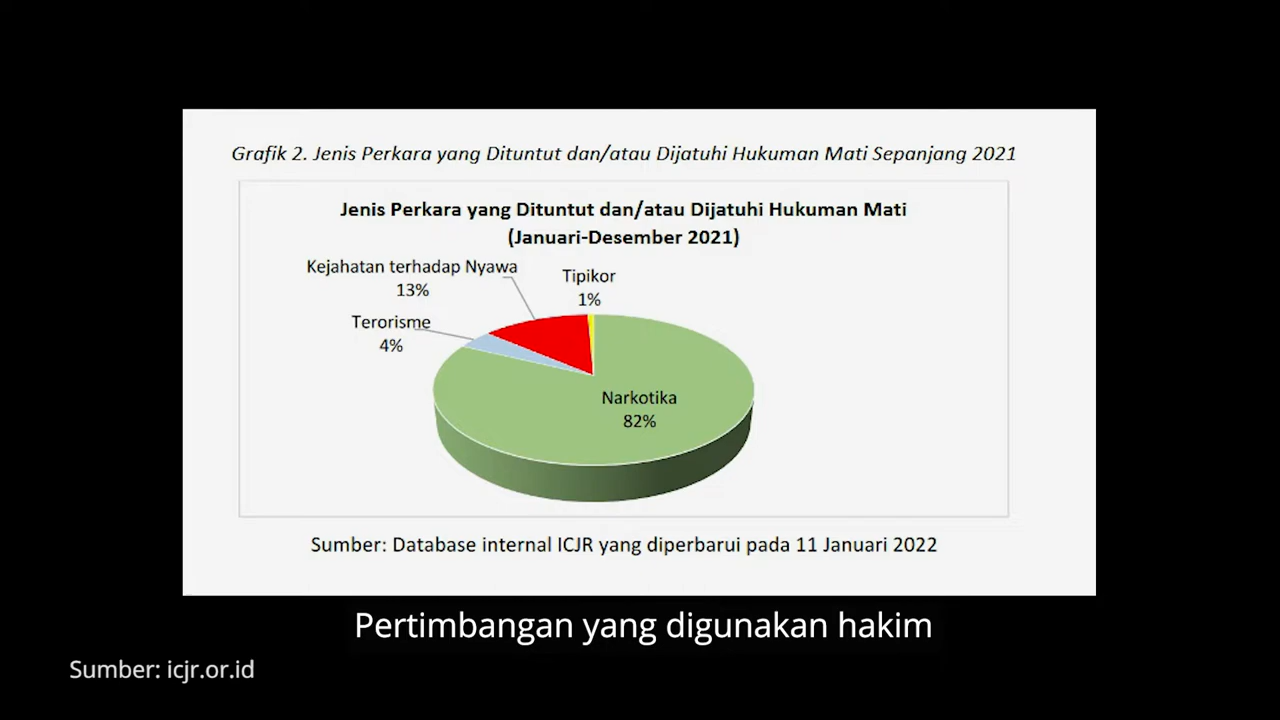 Grafik 2. Jenis Perkara yang Dituntut dan/atau Dijatuhi Hukuman Mati Sepanjang 2021
Jenis Perkara yang Dituntut dan/atau Dijatuhi Hukuman Mati
(Januari-Desember 2021)
Kejahatan terhadap Nyawa
13%
Tipikor
1%
Terorisme
4%
Narkotika
82%
Sumber: Database internal ICJR yang diperbarui pada 11 Januari 2022
Pertimbangan yang digunakan hakim
Sumber: icjr.or.id